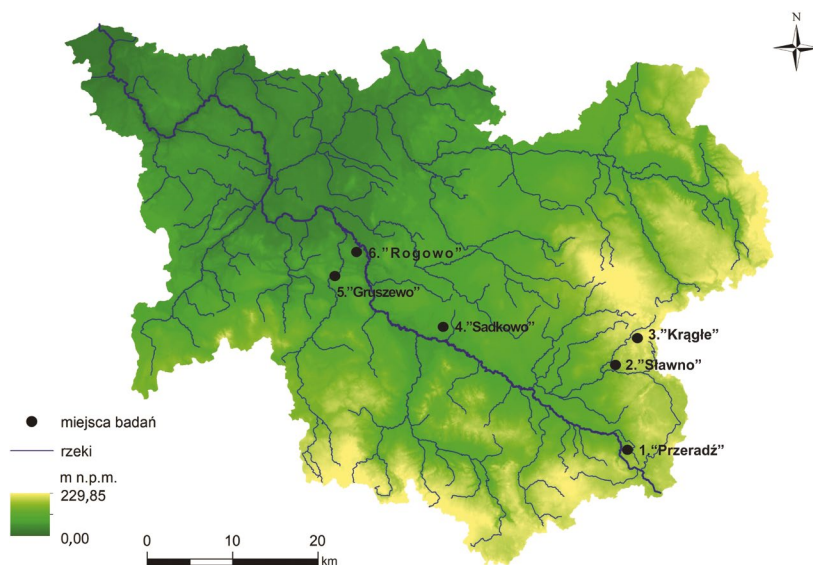 N
6."Rogowo"
5."Gruszewo"
4."Sadkowo"
3."Krągłe"
2."Sławno"
1."Przeradź"
miejsca badań
rzeki
m n.p.m.
229,85
0,00
0 10 20
km